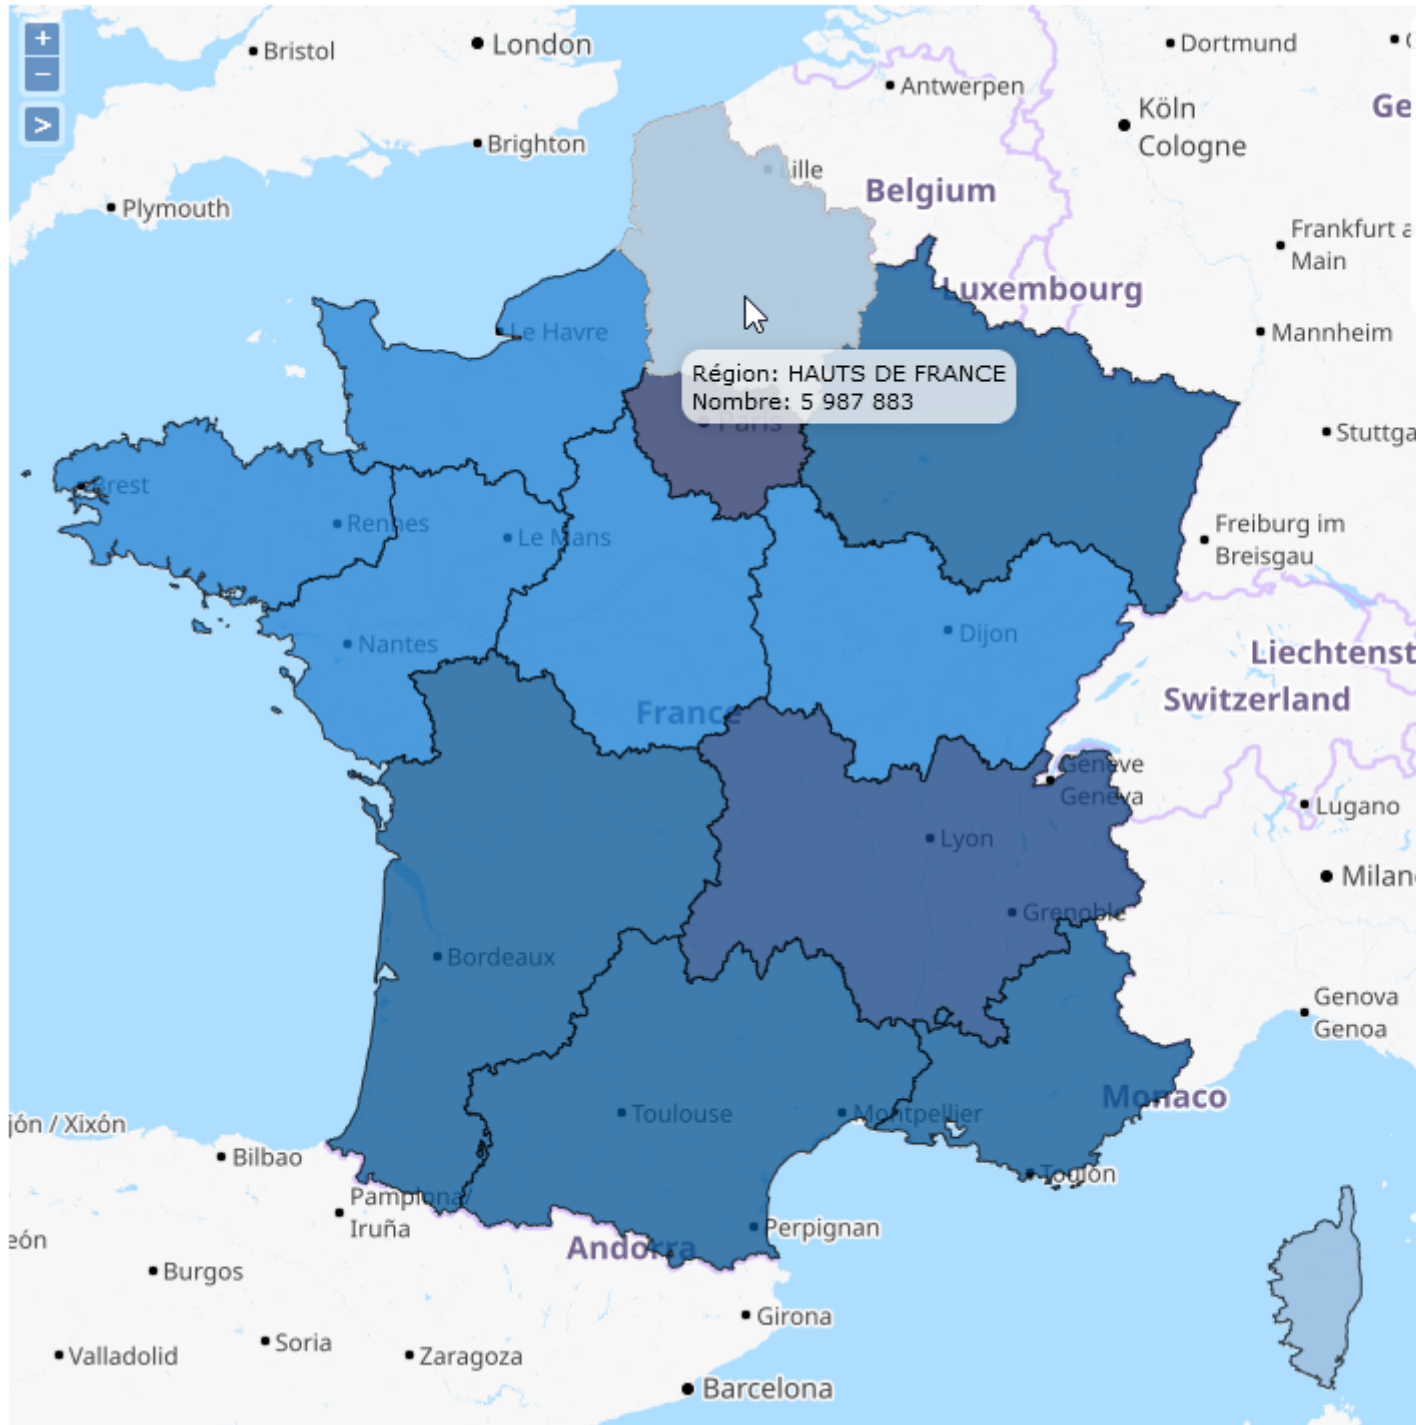 +
−
>
Bristol
London
Dortmund
Antwerpen
Köln
Cologne
Ge
Brighton
Lille
Belgium
Plymouth
Frankfurt a
Main
Luxembourg
Le Havre
Mannheim
Région: HAUTS DE FRANCE
Nombre: 5 987 883
Paris
Stuttga
Brest
Rennes
Le Mans
Freiburg im
Breisgau
Nantes
Dijon
Liechtenst
Switzerland
France
Genève
Geneva
Lugano
Lyon
Milan
Grenoble
Bordeaux
Genova
Genoa
Monaco
Toulouse
Montpellier
jón / Xixón
Bilbao
Toulon
Pamplona/
Iruña
Perpignan
eón
Andorra
Burgos
Girona
Soria
Valladolid
Zaragoza
Barcelona